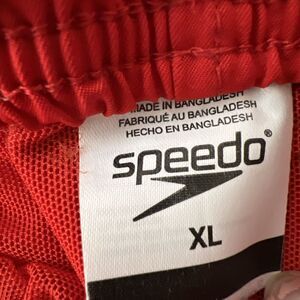 MADE IN BANGLADESH
FABRIQUÉ AU BANGLADESH
HECHO EN BANGLADESH
speedo®
XL